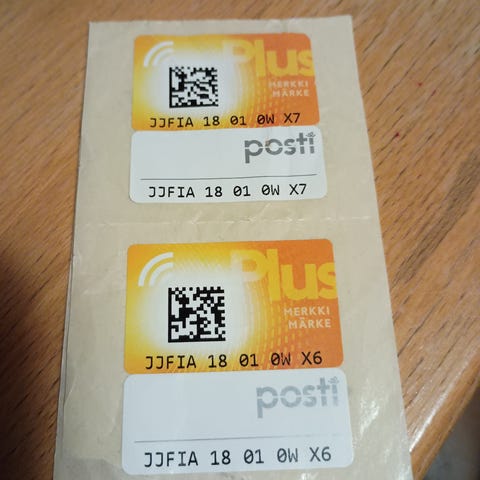 Plus
MERKKI
MÄRKE
JJFIA 18 01 0W X7
posti
JJFIA 18 01 0W X7
Plus
MERKKI
MÄRKE
JJFIA 18 01 0W X6
posti
JJFIA 18 01 0W X6